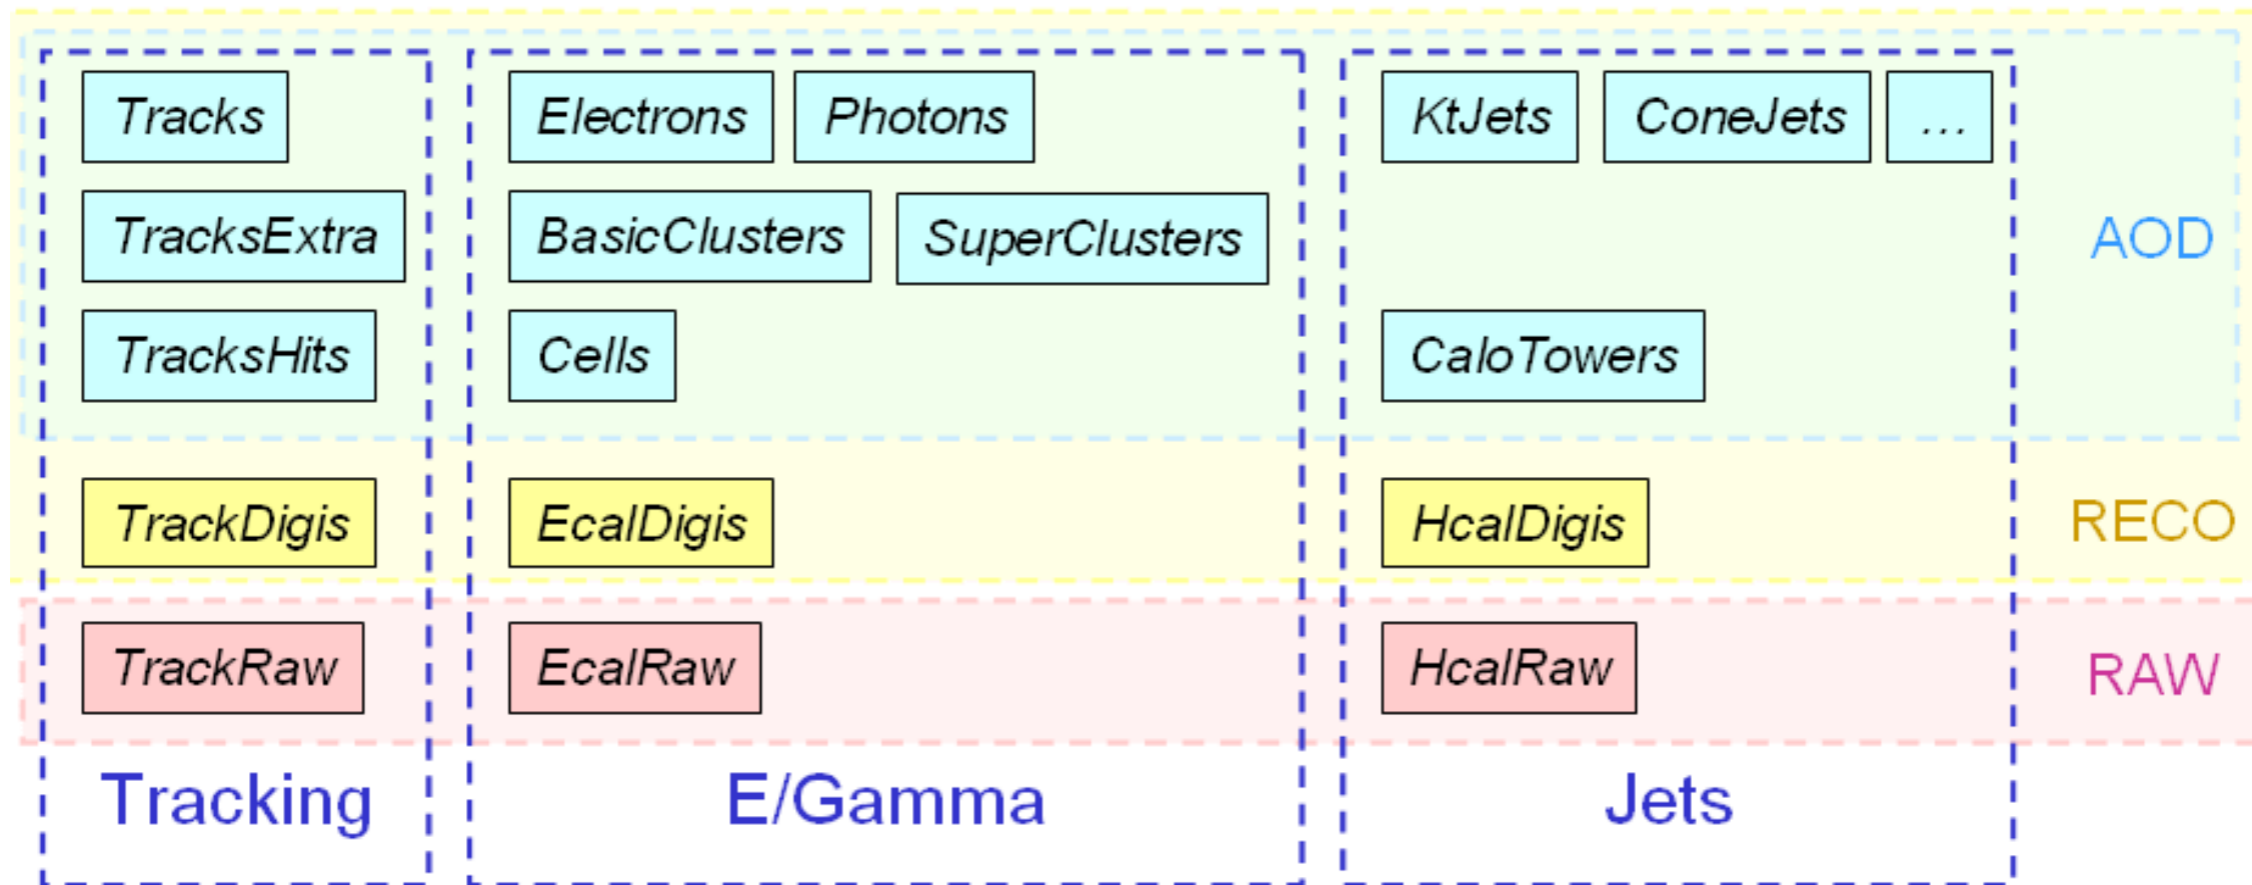 Tracks Electrons Photons KtJets ConeJets ...
TracksExtra BasicClusters SuperClusters AOD
TracksHits Cells CaloTowers
TrackDigis EcalDigis HcalDigis RECO
TrackRaw EcalRaw HcalRaw RAW
Tracking E/Gamma Jets